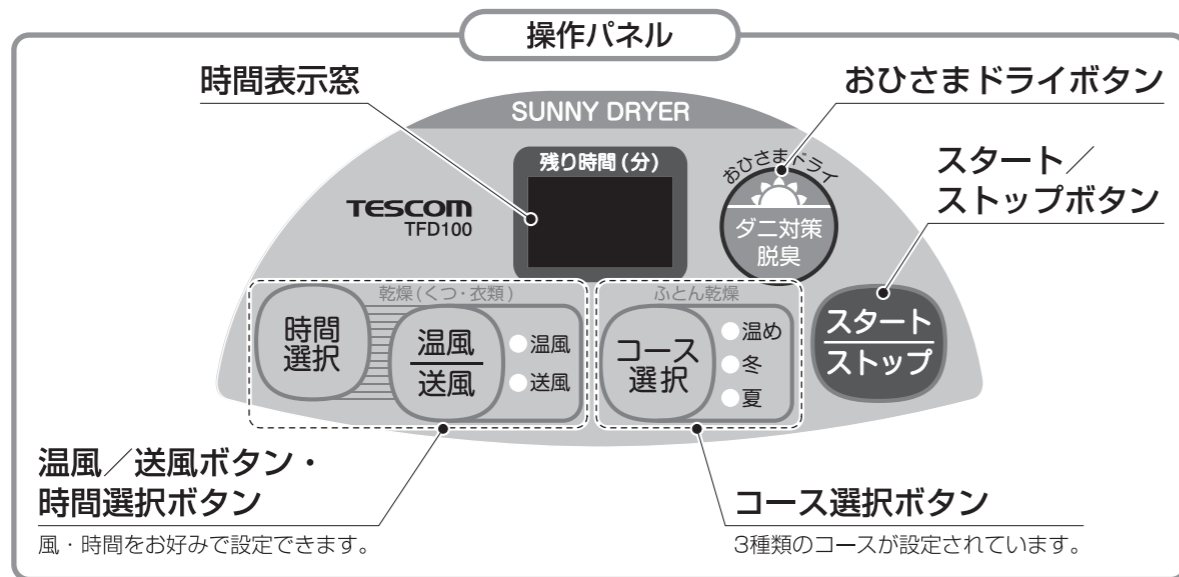 操作パネル
時間表示窓
おひさまドライボタン
スタート／
ストップボタン
SUNNY DRYER
残り時間(分)
おひさまドライ
TESCOM
TFD100
ダニ対策
脱臭
乾燥(くつ・衣類)
ふとん乾燥
時間
選択
温風
送風
温風
送風
コース
選択
温め
冬
夏
スタート
ストップ
温風／送風ボタン・
時間選択ボタン
風・時間をお好みで設定できます。
コース選択ボタン
3種類のコースが設定されています。